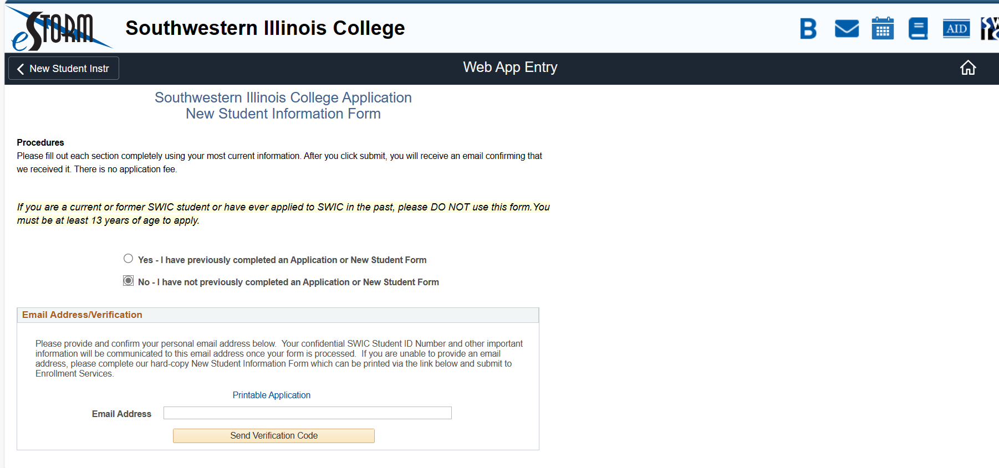 eSTORM
Southwestern Illinois College
B
AID
New Student Instr
Web App Entry
Southwestern Illinois College Application
New Student Information Form
Procedures
Please fill out each section completely using your most current information. After you click submit, you will receive an email confirming that
we received it. There is no application fee.
If you are a current or former SWIC student or have ever applied to SWIC in the past, please DO NOT use this form.You
must be at least 13 years of age to apply.
Yes - I have previously completed an Application or New Student Form
No - I have not previously completed an Application or New Student Form
Email Address/Verification
Please provide and confirm your personal email address below.  Your confidential SWIC Student ID Number and other important
information will be communicated to this email address once your form is processed.  If you are unable to provide an email
address, please complete our hard-copy New Student Information Form which can be printed via the link below and submit to
Enrollment Services.
Printable Application
Email Address
Send Verification Code